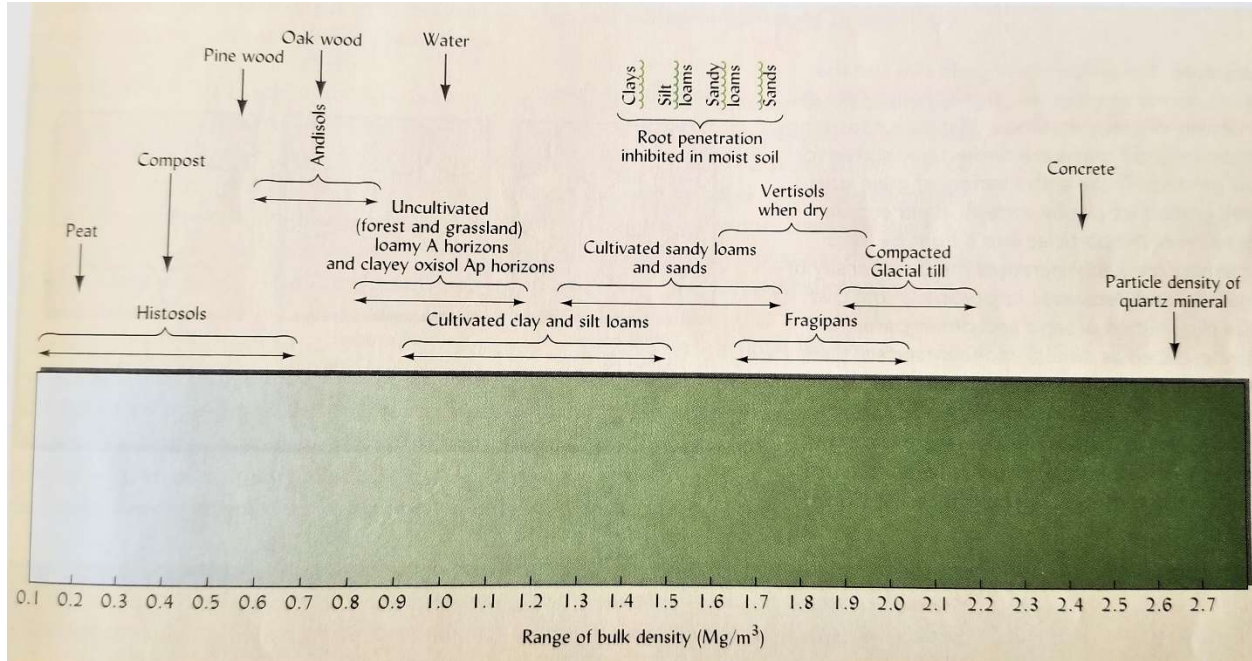 Oak wood
Water
Pine wood
Clays
Silt
loams
Sandy
loams
Sands
Andisols
Root penetration
inhibited in moist soil
Compost
Concrete
Vertisols
when dry
Uncultivated
(forest and grassland)
loamy A horizons
and clayey oxisol Ap horizons
Peat
Cultivated sandy loams
and sands
Compacted
Glacial till
Particle density of
quartz mineral
Histosols
Cultivated clay and silt loams
Fragipans
0.1 0.2 0.3 0.4 0.5 0.6 0.7 0.8 0.9 1.0 1.1 1.2 1.3 1.4 1.5 1.6 1.7 1.8 1.9 2.0 2.1 2.2 2.3 2.4 2.5 2.6 2.7
Range of bulk density (Mg/m³)